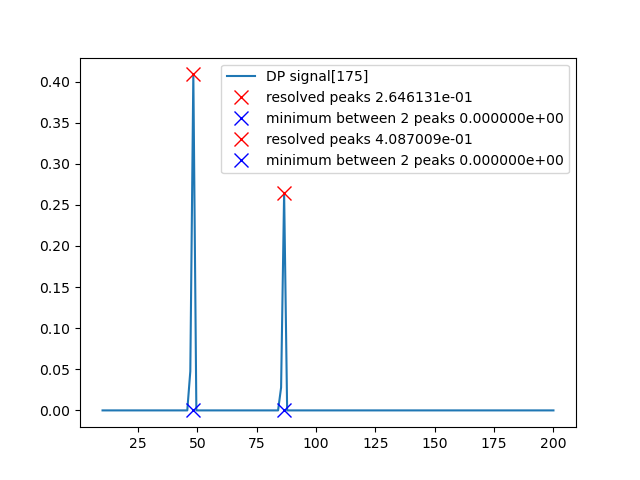 DP signal[175]
resolved peaks 2.646131e-01
minimum between 2 peaks 0.000000e+00
resolved peaks 4.087009e-01
minimum between 2 peaks 0.000000e+00
0.40
0.35
0.30
0.25
0.20
0.15
0.10
0.05
0.00
25 50 75 100 125 150 175 200